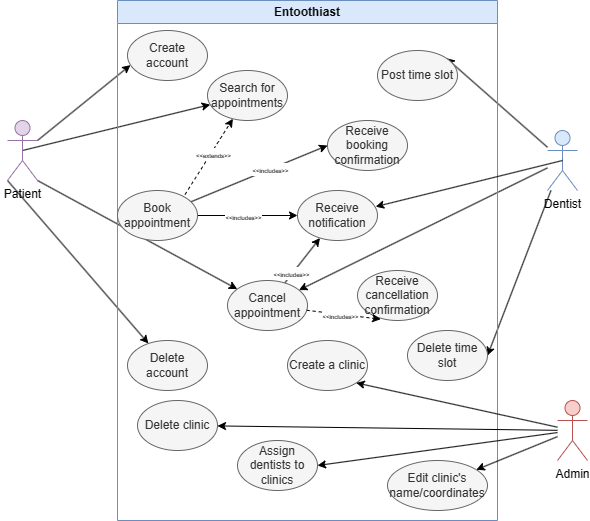 Entoothiast
Create
account
Search for
appointments
Post time slot
Receive
booking
confirmation
<<extends>>
<<includes>>
Patient
Dentist
Book
appointment
<<includes>>
Receive
notification
<<includes>>
Cancel
appointment
Receive
cancellation
confirmation
<<includes>>
Delete
account
Create a clinic
Delete time
slot
Delete clinic
Assign
dentists to
clinics
Admin
Edit clinic's
name/coordinates